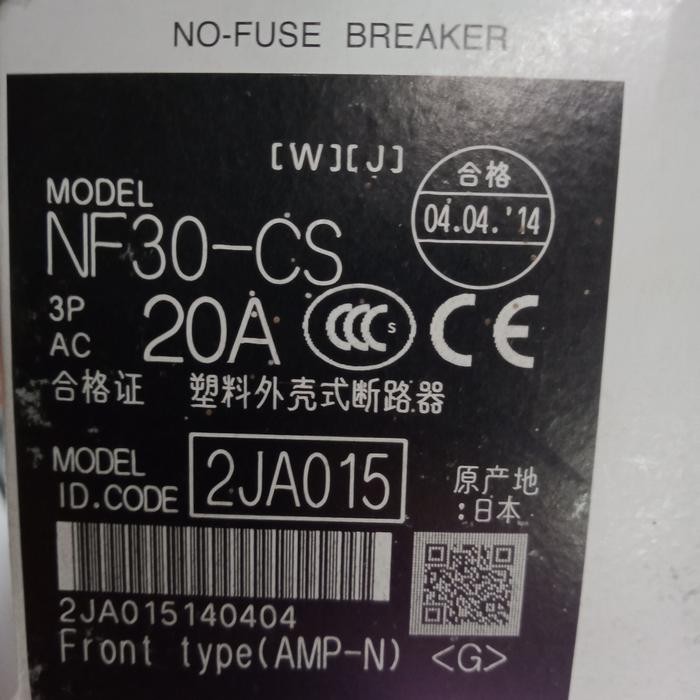 NO-FUSE BREAKER
[W][J]
合格
04.04.'14
MODEL
NF30-CS
3P
AC
20A
CCC S
CE
合格证 塑料外壳式断路器
MODEL
ID.CODE
2JA015
原产地
:日本
2JA015140404
Front type(AMP-N) <G>